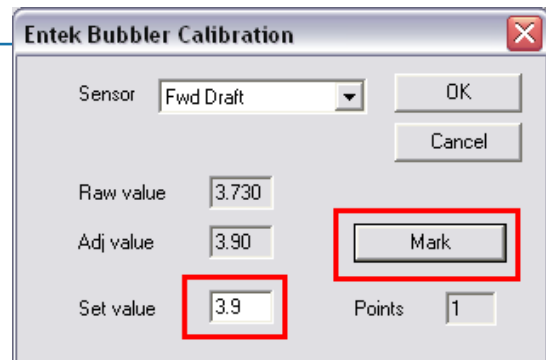 Entek Bubbler Calibration
Sensor Fwd Draft OK
Cancel
Raw value 3.730
Adj value 3.90 Mark
Set value 3.9 Points 1